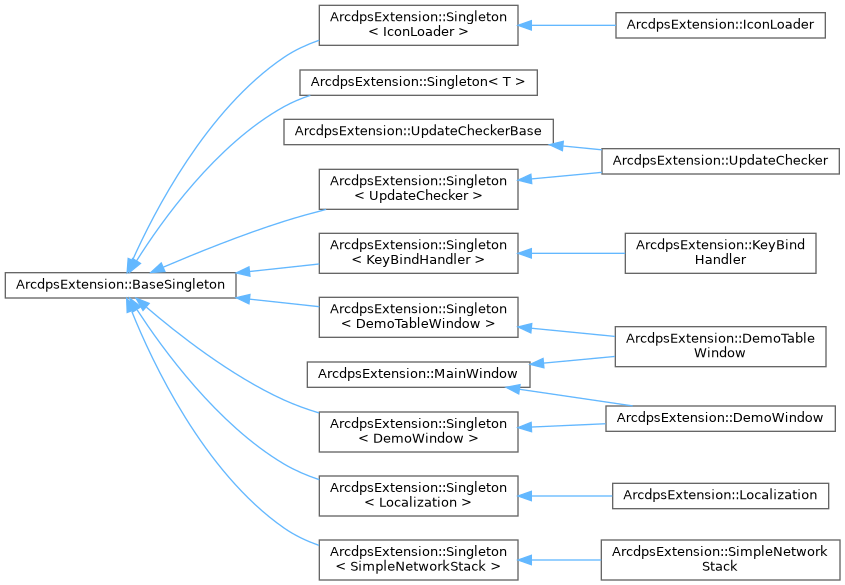 ArcdpsExtension::BaseSingleton
ArcdpsExtension::Singleton
< IconLoader >
ArcdpsExtension::IconLoader
ArcdpsExtension::Singleton< T >
ArcdpsExtension::UpdateCheckerBase
ArcdpsExtension::UpdateChecker
ArcdpsExtension::Singleton
< UpdateChecker >
ArcdpsExtension::Singleton
< KeyBindHandler >
ArcdpsExtension::KeyBind
Handler
ArcdpsExtension::Singleton
< DemoTableWindow >
ArcdpsExtension::DemoTable
Window
ArcdpsExtension::MainWindow
ArcdpsExtension::DemoWindow
ArcdpsExtension::Singleton
< DemoWindow >
ArcdpsExtension::Singleton
< Localization >
ArcdpsExtension::Localization
ArcdpsExtension::Singleton
< SimpleNetworkStack >
ArcdpsExtension::SimpleNetwork
Stack